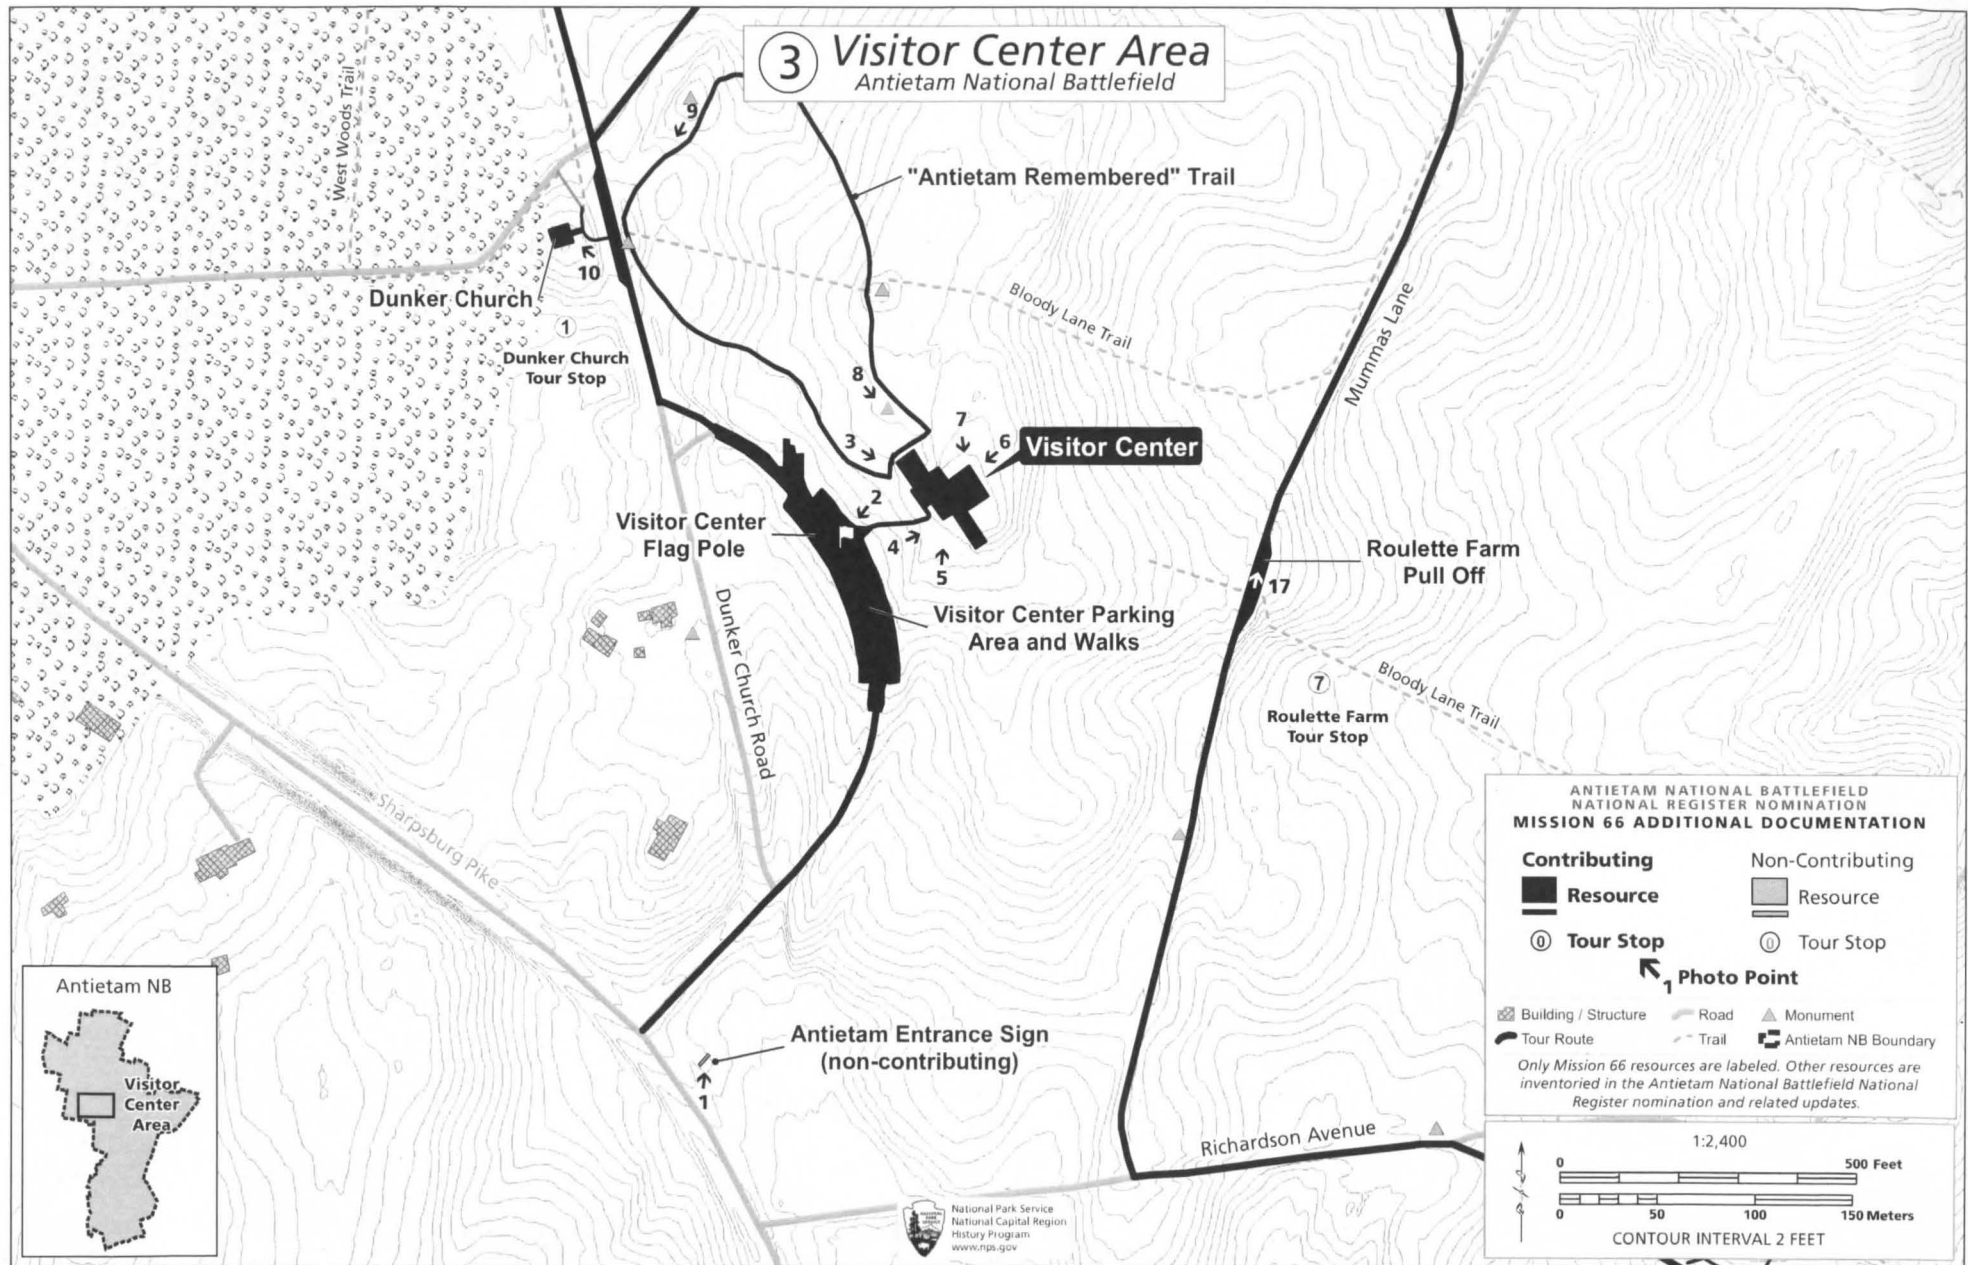 3 Visitor Center Area
Antietam National Battlefield
West Woods Trail
9
"Antietam Remembered" Trail
10
Dunker Church
1
Dunker Church
Tour Stop
Bloody Lane Trail
Mummas Lane
8
7
3
6
Visitor Center
2
Visitor Center
Flag Pole
4
5
Roulette Farm
Pull Off
17
Visitor Center Parking
Area and Walks
Dunker Church Road
Bloody Lane Trail
7
Roulette Farm
Tour Stop
Sharpsburg Pike
Antietam Entrance Sign
(non-contributing)
1
Richardson Avenue
Antietam NB
Visitor
Center
Area
ANTIETAM NATIONAL BATTLEFIELD
NATIONAL REGISTER NOMINATION
MISSION 66 ADDITIONAL DOCUMENTATION
Contributing Non-Contributing
Resource Resource
0 Tour Stop 0 Tour Stop
1 Photo Point
Building / Structure Road Monument
Tour Route Trail Antietam NB Boundary
Only Mission 66 resources are labeled. Other resources are
inventoried in the Antietam National Battlefield National
Register nomination and related updates.
1:2,400
0 500 Feet
0 50 100 150 Meters
CONTOUR INTERVAL 2 FEET
NATIONAL
PARK
SERVICE
National Park Service
National Capital Region
History Program
www.nps.gov